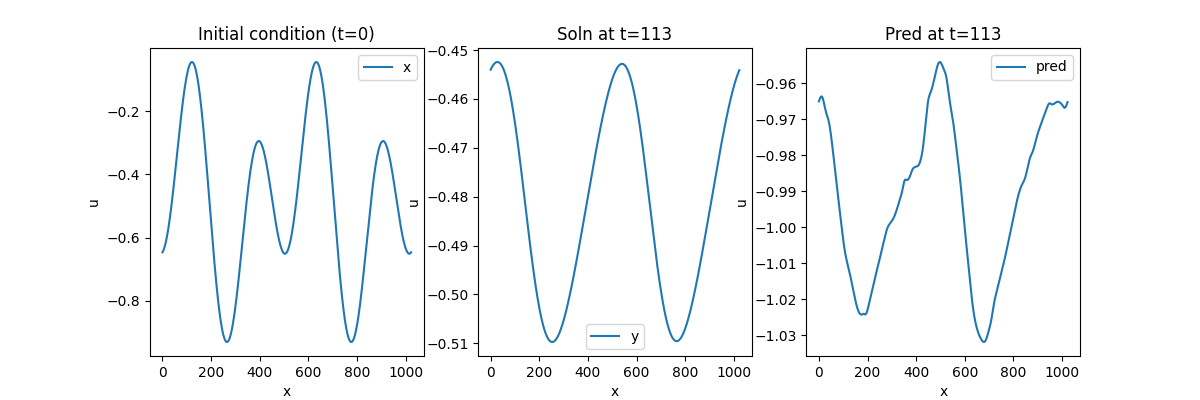 Initial condition (t=0)
x
−0.2
−0.4
−0.6
−0.8
u
0 200 400 600 800 1000
x
Soln at t=113
−0.45
−0.46
−0.47
−0.48
−0.49
−0.50
−0.51
u
y
0 200 400 600 800 1000
x
Pred at t=113
pred
−0.96
−0.97
−0.98
−0.99
−1.00
−1.01
−1.02
−1.03
u
0 200 400 600 800 1000
x